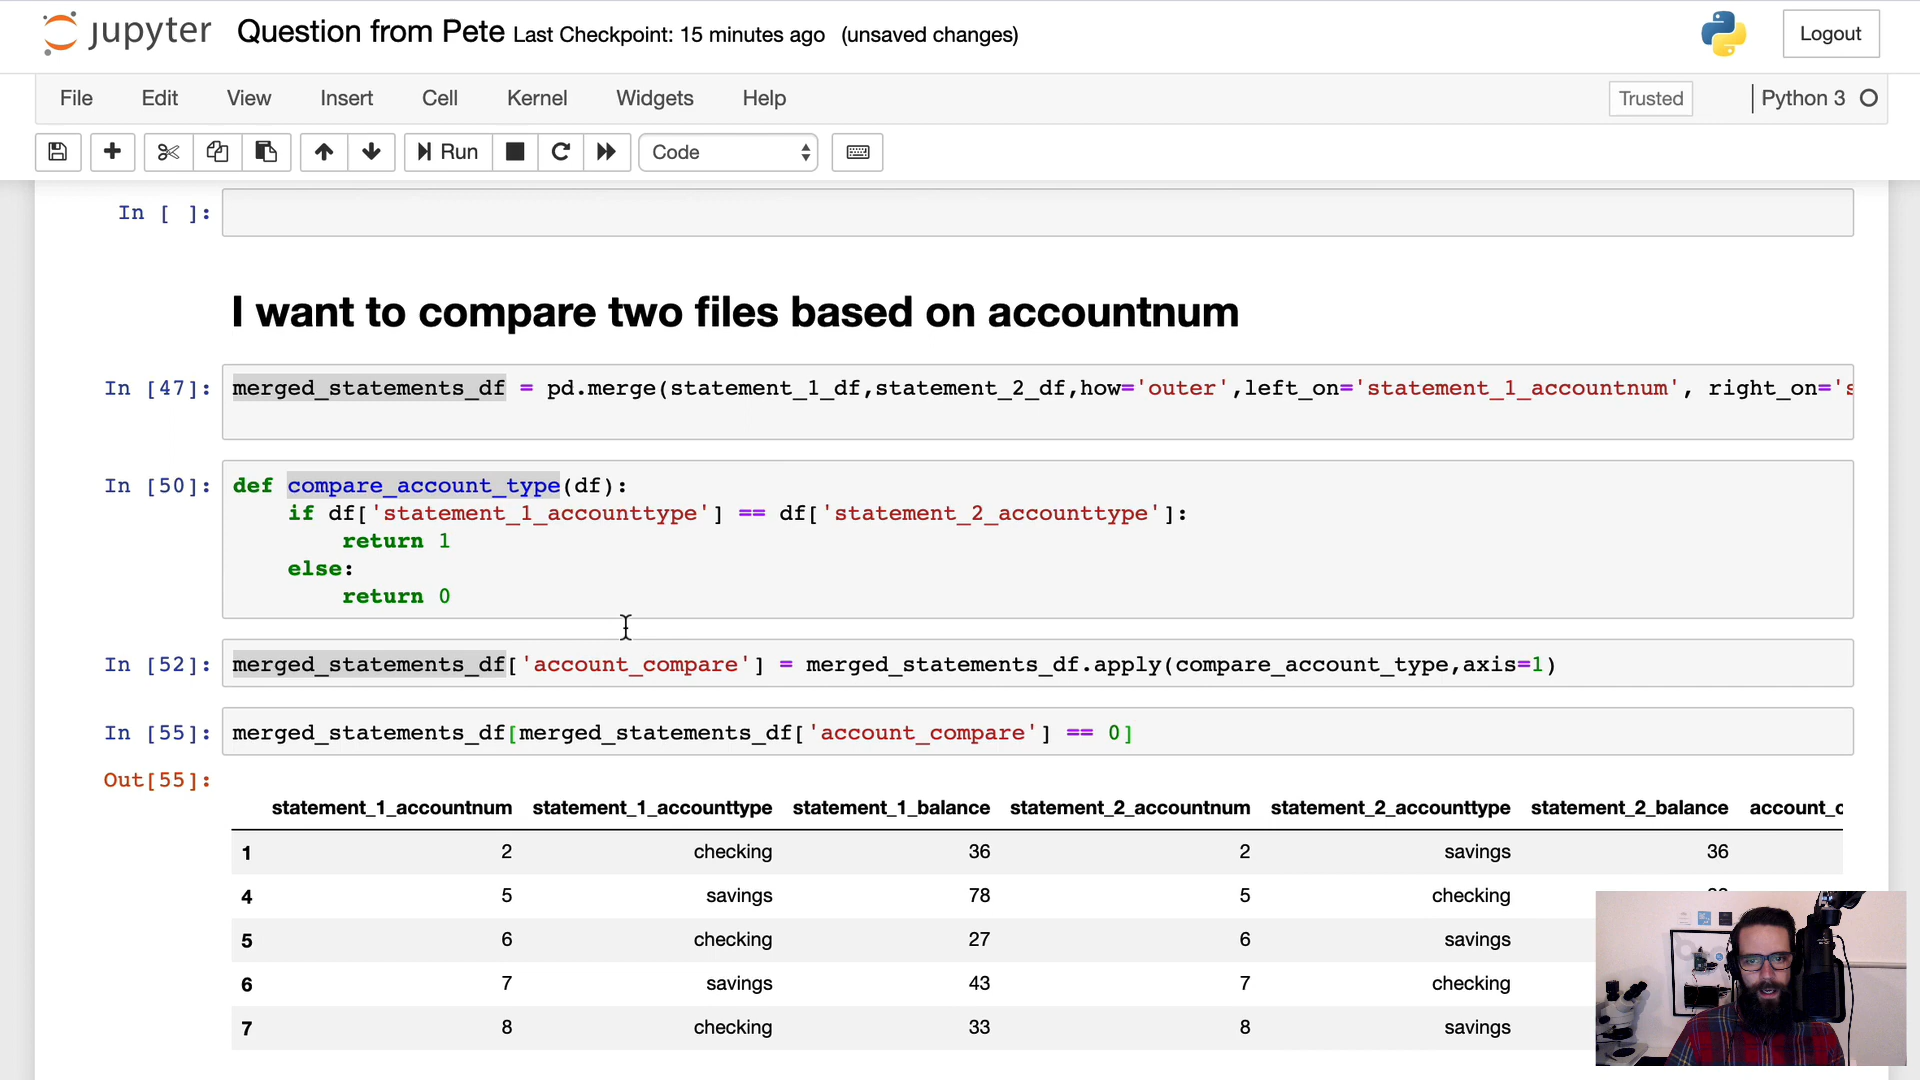 jupyter Question from Pete Last Checkpoint: 15 minutes ago (unsaved changes) Logout
File Edit View Insert Cell Kernel Widgets Help Trusted Python 3
Run Code
In [ ]:
I want to compare two files based on accountnum
In [47]: merged_statements_df = pd.merge(statement_1_df,statement_2_df,how='outer',left_on='statement_1_accountnum', right_on='s
In [50]: def compare_account_type(df):
if df['statement_1_accounttype'] == df['statement_2_accounttype']:
return 1
else:
return 0
In [52]: merged_statements_df['account_compare'] = merged_statements_df.apply(compare_account_type,axis=1)
In [55]: merged_statements_df[merged_statements_df['account_compare'] == 0]
Out[55]:
statement_1_accountnum statement_1_accounttype statement_1_balance statement_2_accountnum statement_2_accounttype statement_2_balance account_c
1 2 checking 36 2 savings 36
4 5 savings 78 5 checking
5 6 checking 27 6 savings
6 7 savings 43 7 checking
7 8 checking 33 8 savings